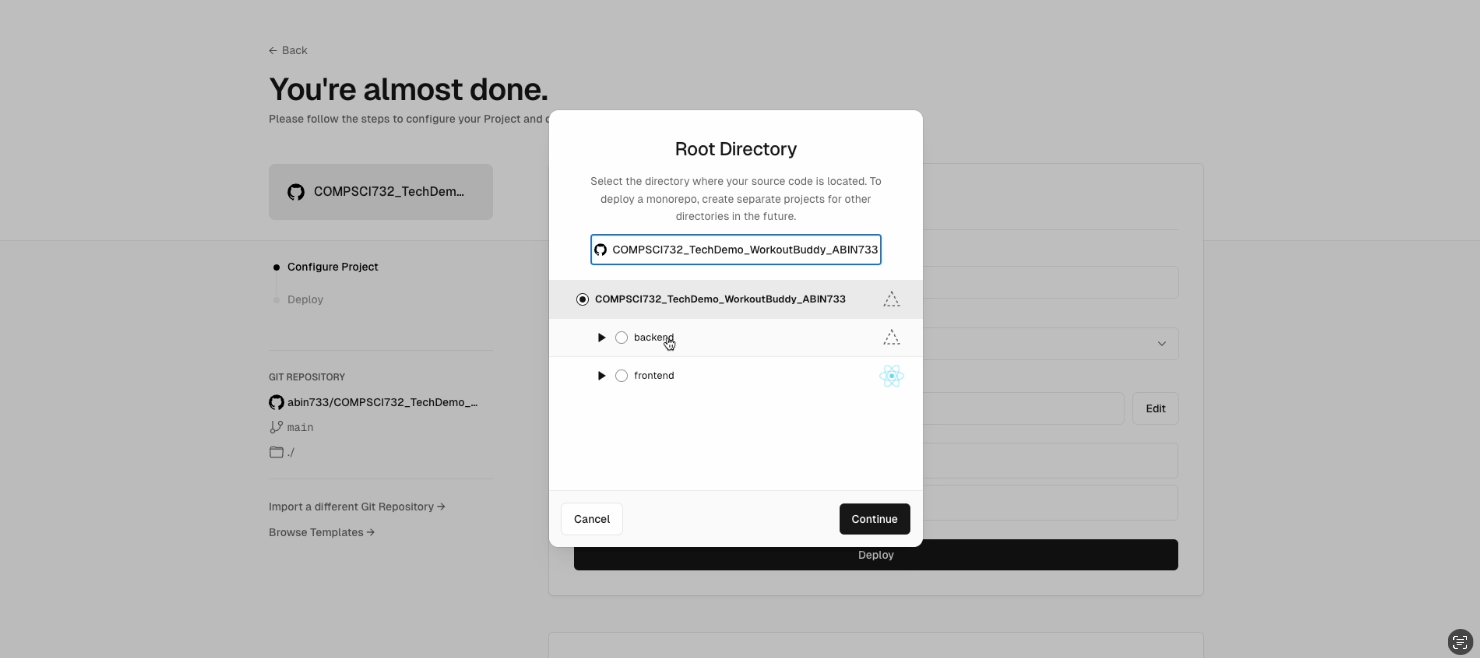 ← Back
You're almost done.
Please follow the steps to configure your Project and
COMPSCI732_TechDem...
Configure Project
Deploy
GIT REPOSITORY
abin733/COMPSCI732_TechDemo_...
main
./
Import a different Git Repository →
Browse Templates →
Root Directory
Select the directory where your source code is located. To
deploy a monorepo, create separate projects for other
directories in the future.
COMPSCI732_TechDemo_WorkoutBuddy_ABIN733
COMPSCI732_TechDemo_WorkoutBuddy_ABIN733
backend
frontend
Cancel
Continue
Edit
Deploy